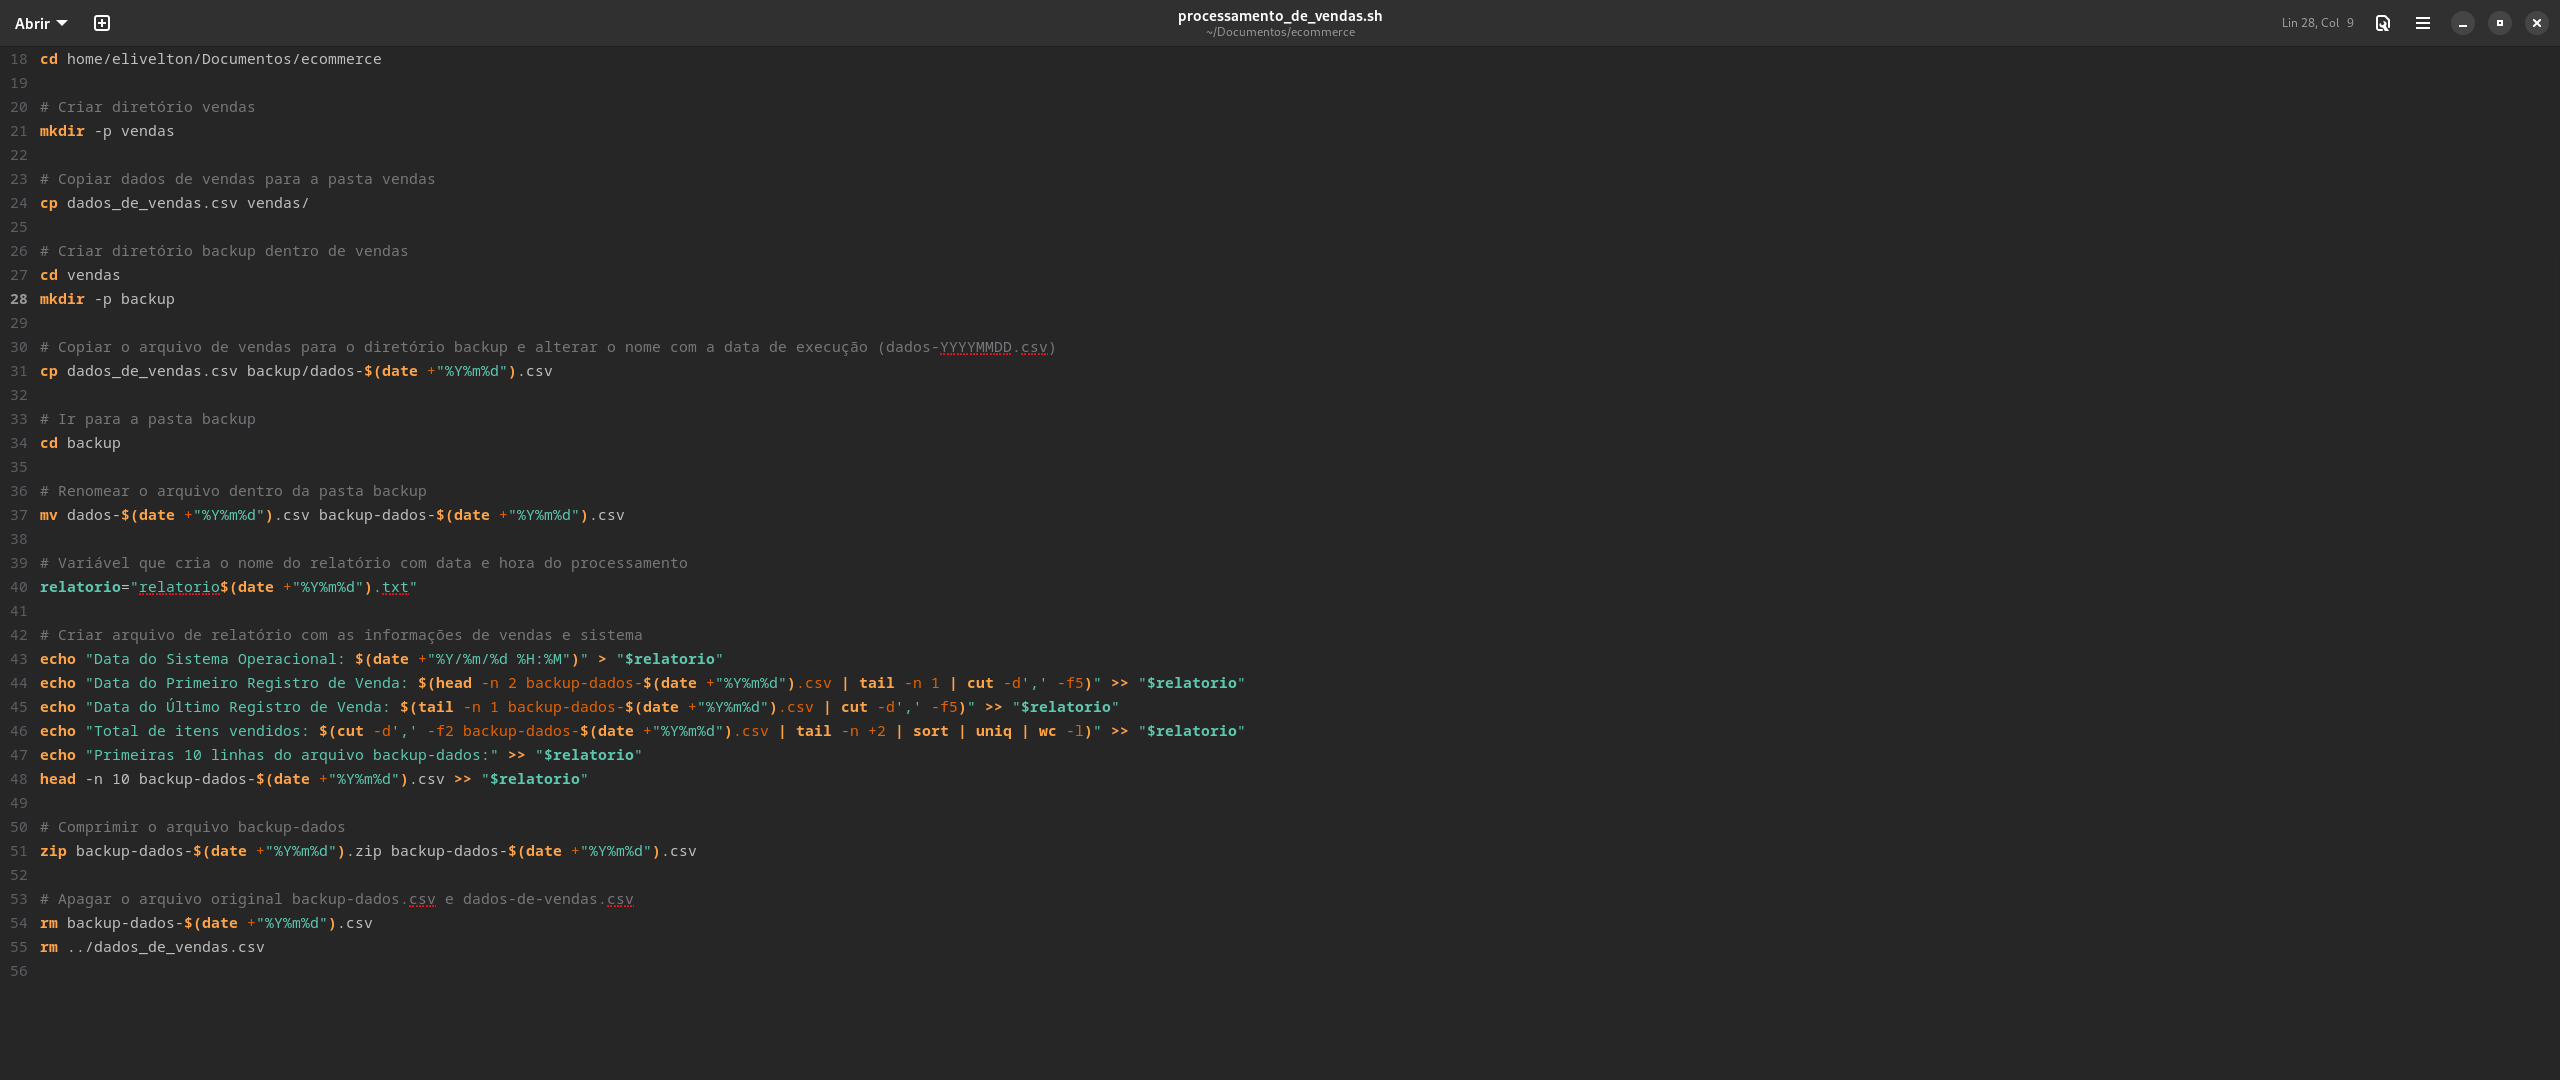 Abrir
processamento_de_vendas.sh
~/Documentos/ecommerce
Lin 28, Col 9
18 cd home/elivelton/Documentos/ecommerce
19
20 # Criar diretório vendas
21 mkdir -p vendas
22
23 # Copiar dados de vendas para a pasta vendas
24 cp dados_de_vendas.csv vendas/
25
26 # Criar diretório backup dentro de vendas
27 cd vendas
28 mkdir -p backup
29
30 # Copiar o arquivo de vendas para o diretório backup e alterar o nome com a data de execução (dados-YYYYMMDD.csv)
31 cp dados_de_vendas.csv backup/dados-$(date +"%Y%m%d").csv
32
33 # Ir para a pasta backup
34 cd backup
35
36 # Renomear o arquivo dentro da pasta backup
37 mv dados-$(date +"%Y%m%d").csv backup-dados-$(date +"%Y%m%d").csv
38
39 # Variável que cria o nome do relatório com data e hora do processamento
40 relatorio="relatorio$(date +"%Y%m%d").txt"
41
42 # Criar arquivo de relatório com as informações de vendas e sistema
43 echo "Data do Sistema Operacional: $(date +"%Y/%m/%d %H:%M")" > "$relatorio"
44 echo "Data do Primeiro Registro de Venda: $(head -n 2 backup-dados-$(date +"%Y%m%d").csv | tail -n 1 | cut -d',' -f5)" >> "$relatorio"
45 echo "Data do Último Registro de Venda: $(tail -n 1 backup-dados-$(date +"%Y%m%d").csv | cut -d',' -f5)" >> "$relatorio"
46 echo "Total de itens vendidos: $(cut -d',' -f2 backup-dados-$(date +"%Y%m%d").csv | tail -n +2 | sort | uniq | wc -l)" >> "$relatorio"
47 echo "Primeiras 10 linhas do arquivo backup-dados:" >> "$relatorio"
48 head -n 10 backup-dados-$(date +"%Y%m%d").csv >> "$relatorio"
49
50 # Comprimir o arquivo backup-dados
51 zip backup-dados-$(date +"%Y%m%d").zip backup-dados-$(date +"%Y%m%d").csv
52
53 # Apagar o arquivo original backup-dados.csv e dados-de-vendas.csv
54 rm backup-dados-$(date +"%Y%m%d").csv
55 rm ../dados_de_vendas.csv
56